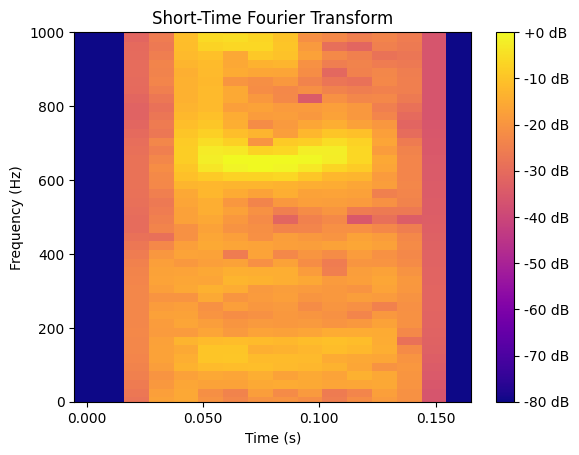 Short-Time Fourier Transform
1000
800
600
400
200
0
Frequency (Hz)
0.000
0.050
0.100
0.150
Time (s)
+0 dB
-10 dB
-20 dB
-30 dB
-40 dB
-50 dB
-60 dB
-70 dB
-80 dB